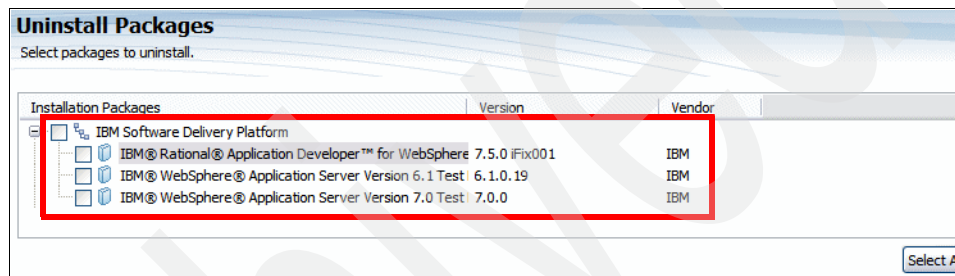 Uninstall Packages
Select packages to uninstall.
Installation Packages Version Vendor
IBM Software Delivery Platform
IBM® Rational® Application Developer™ for WebSphere 7.5.0 iFix001 IBM
IBM® WebSphere® Application Server Version 6.1 Test 6.1.0.19 IBM
IBM® WebSphere® Application Server Version 7.0 Test 7.0.0 IBM
Select A